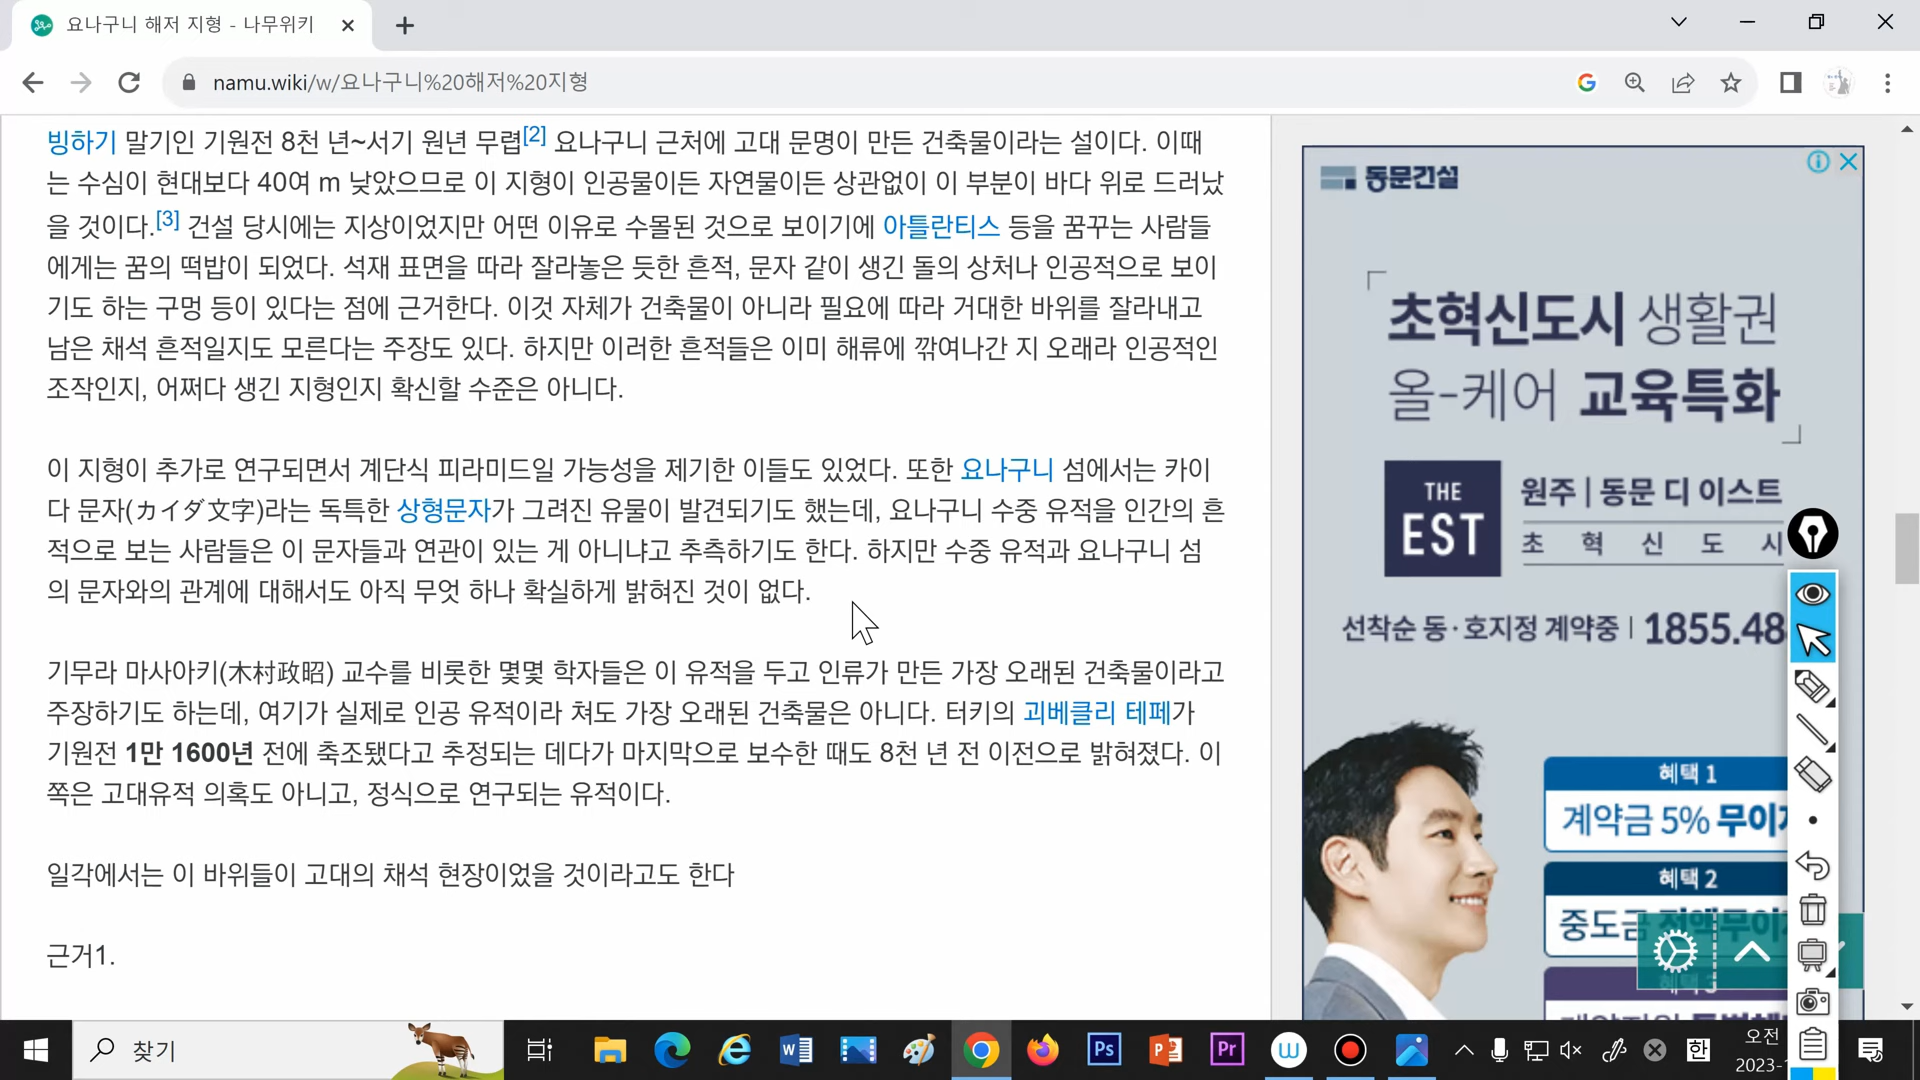 요나구니 해저 지형 - 나무위키
namu.wiki/w/요나구니%20해저%20지형
빙하기 말기인 기원전 8천 년~서기 원년 무렵[2] 요나구니 근처에 고대 문명이 만든 건축물이라는 설이다. 이때
는 수심이 현대보다 40여 m 낮았으므로 이 지형이 인공물이든 자연물이든 상관없이 이 부분이 바다 위로 드러났
을 것이다.[3] 건설 당시에는 지상이었지만 어떤 이유로 수몰된 것으로 보이기에 아틀란티스 등을 꿈꾸는 사람들
에게는 꿈의 떡밥이 되었다. 석재 표면을 따라 잘라놓은 듯한 흔적, 문자 같이 생긴 돌의 상처나 인공적으로 보이
기도 하는 구멍 등이 있다는 점에 근거한다. 이것 자체가 건축물이 아니라 필요에 따라 거대한 바위를 잘라내고
남은 채석 흔적일지도 모른다는 주장도 있다. 하지만 이러한 흔적들은 이미 해류에 깎여나간 지 오래라 인공적인
조작인지, 어쩌다 생긴 지형인지 확신할 수준은 아니다.
이 지형이 추가로 연구되면서 계단식 피라미드일 가능성을 제기한 이들도 있었다. 또한 요나구니 섬에서는 카이
다 문자(カイダ文字)라는 독특한 상형문자가 그려진 유물이 발견되기도 했는데, 요나구니 수중 유적을 인간의 흔
적으로 보는 사람들은 이 문자들과 연관이 있는 게 아니냐고 추측하기도 한다. 하지만 수중 유적과 요나구니 섬
의 문자와의 관계에 대해서도 아직 무엇 하나 확실하게 밝혀진 것이 없다.
기무라 마사아키(木村政昭) 교수를 비롯한 몇몇 학자들은 이 유적을 두고 인류가 만든 가장 오래된 건축물이라고
주장하기도 하는데, 여기가 실제로 인공 유적이라 쳐도 가장 오래된 건축물은 아니다. 터키의 괴베클리 테페가
기원전 1만 1600년 전에 축조됐다고 추정되는 데다가 마지막으로 보수한 때도 8천 년 전 이전으로 밝혀졌다. 이
쪽은 고대유적 의혹도 아니고, 정식으로 연구되는 유적이다.
일각에서는 이 바위들이 고대의 채석 현장이었을 것이라고도 한다
근거1.
동문건설
초혁신도시 생활권
올-케어 교육특화
THE
EST
원주 | 동문 디 이스트
초 혁 신 도 시
선착순 동·호지정 계약중 | 1855.48
혜택 1
계약금 5% 무이
혜택 2
중도금
찾기
Ps
Pr
한
오전
2023-